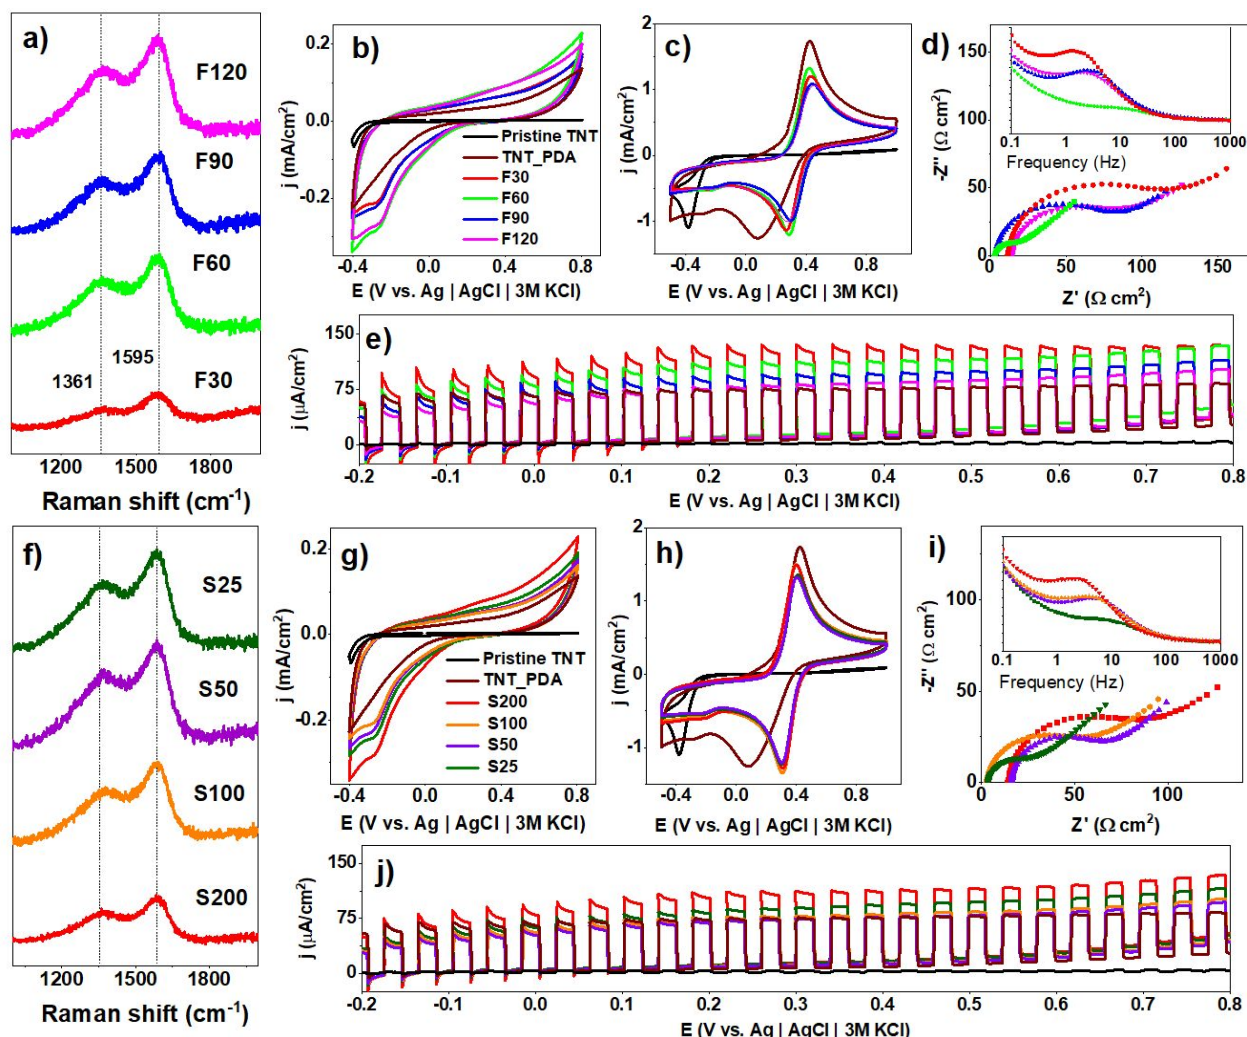 a)
F120
F90
F60
1595
1361
F30
1200 1500 1800
Raman shift (cm⁻¹)
b)
0.2
0.0
-0.2
j (mA/cm²)
Pristine TNT
TNT_PDA
F30
F60
F90
F120
-0.4 0.0 0.4 0.8
E (V vs. Ag | AgCl | 3M KCl)
c)
2
1
0
-1
j (mA/cm²)
-0.4 0.0 0.4 0.8
E (V vs. Ag | AgCl | 3M KCl)
d)
150
100
50
0
-Z'' (Ω cm²)
0.1 1 10 100 1000
Frequency (Hz)
0 50 100 150
Z' (Ω cm²)
e)
150
75
0
j (µA/cm²)
-0.2 -0.1 0.0 0.1 0.2 0.3 0.4 0.5 0.6 0.7 0.8
E (V vs. Ag | AgCl | 3M KCl)
f)
S25
S50
S100
S200
1200 1500 1800
Raman shift (cm⁻¹)
g)
0.2
0.0
-0.2
j (mA/cm²)
Pristine TNT
TNT_PDA
S200
S100
S50
S25
-0.4 0.0 0.4 0.8
E (V vs. Ag | AgCl | 3M KCl)
h)
2
1
0
-1
j (mA/cm²)
-0.4 0.0 0.4 0.8
E (V vs. Ag | AgCl | 3M KCl)
i)
100
50
0
-Z'' (Ω cm²)
0.1 1 10 100 1000
Frequency (Hz)
0 50 100
Z' (Ω cm²)
j)
150
75
0
j (µA/cm²)
-0.2 -0.1 0.0 0.1 0.2 0.3 0.4 0.5 0.6 0.7 0.8
E (V vs. Ag | AgCl | 3M KCl)